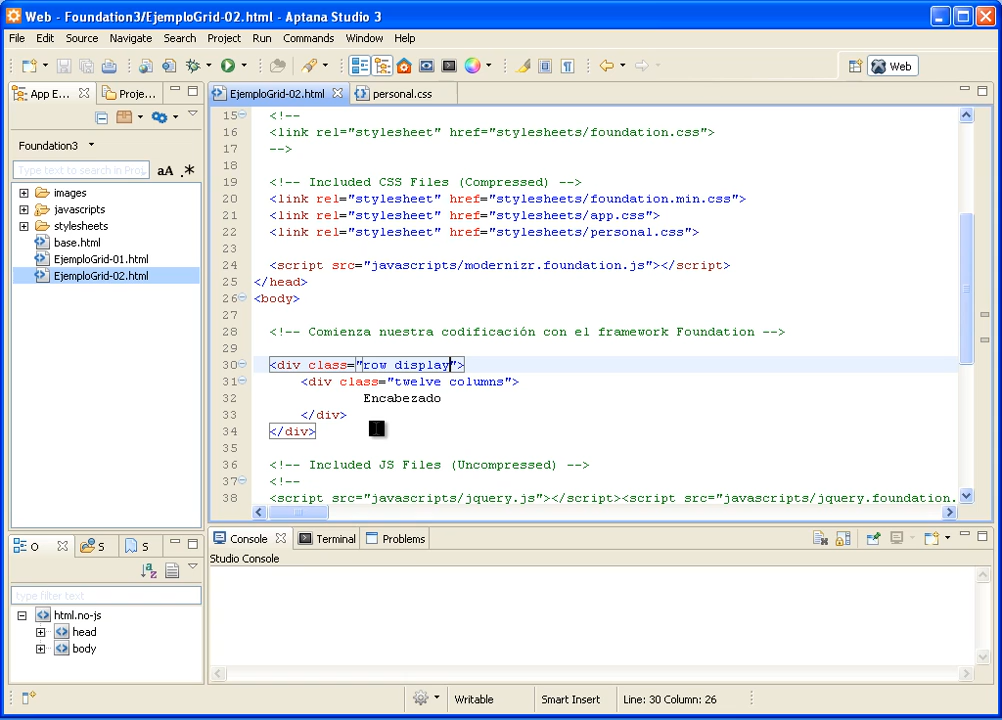 Web - Foundation3/EjemploGrid-02.html - Aptana Studio 3
File Edit Source Navigate Search Project Run Commands Window Help
Web
App E... Proje...
EjemploGrid-02.html personal.css
Foundation3
Type text to search in Proj
aA .*
images
javascripts
stylesheets
base.html
EjemploGrid-01.html
EjemploGrid-02.html
15 <!--
16 <link rel="stylesheet" href="stylesheets/foundation.css">
17 -->
18
19 <!-- Included CSS Files (Compressed) -->
20 <link rel="stylesheet" href="stylesheets/foundation.min.css">
21 <link rel="stylesheet" href="stylesheets/app.css">
22 <link rel="stylesheet" href="stylesheets/personal.css">
23
24 <script src="javascripts/modernizr.foundation.js"></script>
25 </head>
26 <body>
27
28 <!-- Comienza nuestra codificación con el framework Foundation -->
29
30 <div class="row display">
31 <div class="twelve columns">
32 Encabezado
33 </div>
34 </div>
35
36 <!-- Included JS Files (Uncompressed) -->
37 <!--
38 <script src="javascripts/jquery.js"></script><script src="javascripts/jquery.foundation.
O S S
type filter text
html.no-js
head
body
Console Terminal Problems
Studio Console
Writable Smart Insert Line: 30 Column: 26